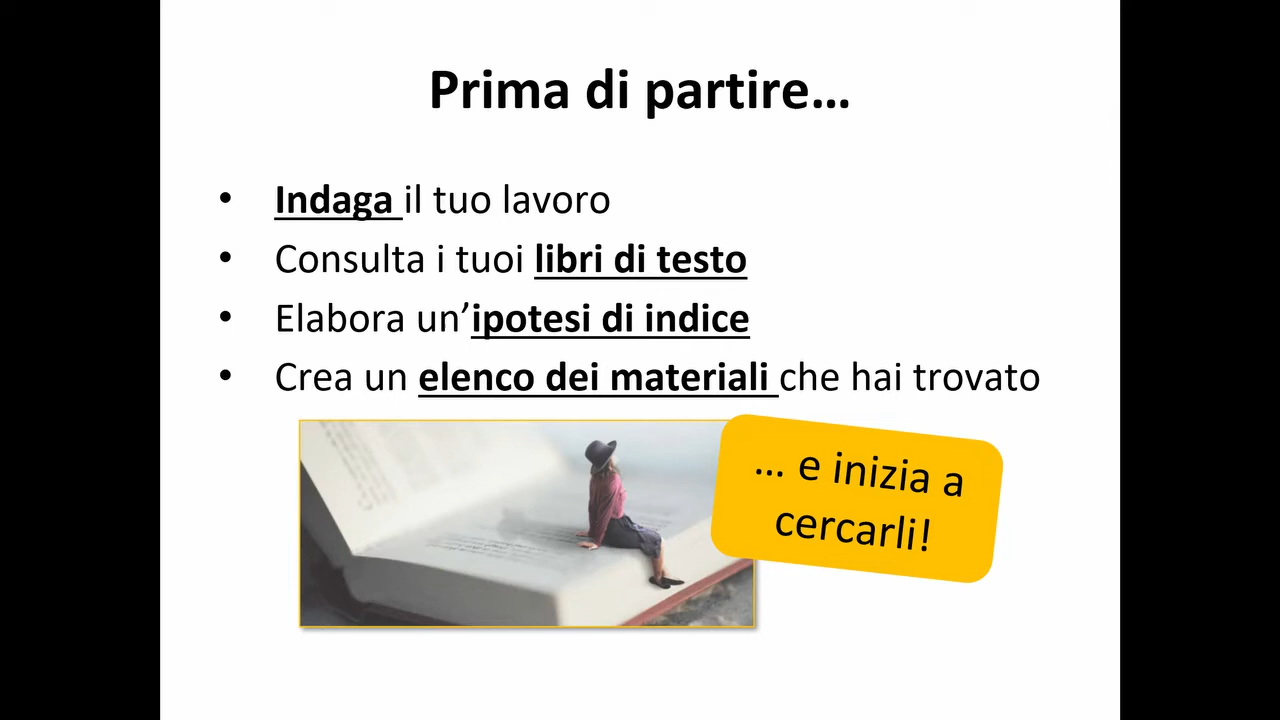 Prima di partire…
• Indaga il tuo lavoro
• Consulta i tuoi libri di testo
• Elabora un’ipotesi di indice
• Crea un elenco dei materiali che hai trovato
… e inizia a
cercarli!